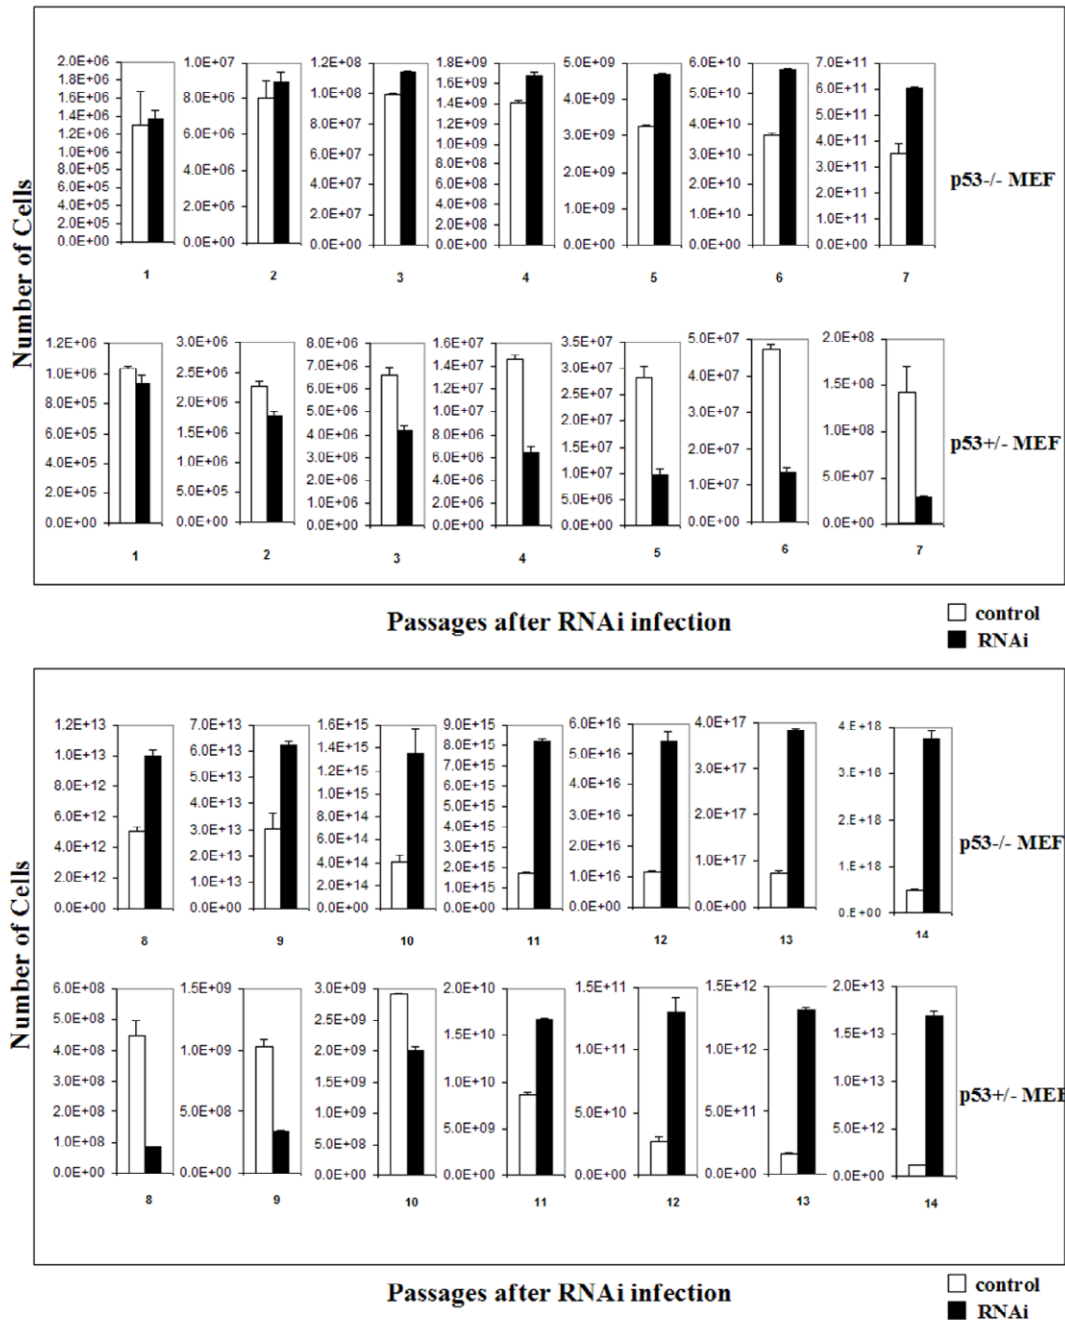 Number of Cells
2.0E+06
1.8E+06
1.6E+06
1.4E+06
1.2E+06
1.0E+06
8.0E+05
6.0E+05
4.0E+05
2.0E+05
0.0E+00
1
1.0E+07
8.0E+06
6.0E+06
4.0E+06
2.0E+06
0.0E+00
2
1.2E+08
1.0E+08
8.0E+07
6.0E+07
4.0E+07
2.0E+07
0.0E+00
3
1.8E+09
1.6E+09
1.4E+09
1.2E+09
1.0E+09
8.0E+08
6.0E+08
4.0E+08
2.0E+08
0.0E+00
4
5.0E+09
4.0E+09
3.0E+09
2.0E+09
1.0E+09
0.0E+00
5
6.0E+10
5.0E+10
4.0E+10
3.0E+10
2.0E+10
1.0E+10
0.0E+00
6
7.0E+11
6.0E+11
5.0E+11
4.0E+11
3.0E+11
2.0E+11
1.0E+11
0.0E+00
7
p53-/- MEF
1.2E+06
1.0E+06
8.0E+05
6.0E+05
4.0E+05
2.0E+05
0.0E+00
1
3.0E+06
2.5E+06
2.0E+06
1.5E+06
1.0E+06
5.0E+05
0.0E+00
2
8.0E+06
7.0E+06
6.0E+06
5.0E+06
4.0E+06
3.0E+06
2.0E+06
1.0E+06
0.0E+00
3
1.6E+07
1.4E+07
1.2E+07
1.0E+07
8.0E+06
6.0E+06
4.0E+06
2.0E+06
0.0E+00
4
3.5E+07
3.0E+07
2.5E+07
2.0E+07
1.5E+07
1.0E+07
5.0E+06
0.0E+00
5
5.0E+07
4.0E+07
3.0E+07
2.0E+07
1.0E+07
0.0E+00
6
2.0E+08
1.5E+08
1.0E+08
5.0E+07
0.0E+00
7
p53+/- MEF
Passages after RNAi infection
control
RNAi
Number of Cells
1.2E+13
1.0E+13
8.0E+12
6.0E+12
4.0E+12
2.0E+12
0.0E+00
8
7.0E+13
6.0E+13
5.0E+13
4.0E+13
3.0E+13
2.0E+13
1.0E+13
0.0E+00
9
1.6E+15
1.4E+15
1.2E+15
1.0E+15
8.0E+14
6.0E+14
4.0E+14
2.0E+14
0.0E+00
10
9.0E+15
8.0E+15
7.0E+15
6.0E+15
5.0E+15
4.0E+15
3.0E+15
2.0E+15
1.0E+15
0.0E+00
11
6.0E+16
5.0E+16
4.0E+16
3.0E+16
2.0E+16
1.0E+16
0.0E+00
12
4.0E+17
3.0E+17
2.0E+17
1.0E+17
0.0E+00
13
4.E+18
3.E+18
2.E+18
1.E+18
0.E+00
14
p53-/- MEF
6.0E+08
5.0E+08
4.0E+08
3.0E+08
2.0E+08
1.0E+08
0.0E+00
8
1.5E+09
1.0E+09
5.0E+08
0.0E+00
9
3.0E+09
2.5E+09
2.0E+09
1.5E+09
1.0E+09
5.0E+08
0.0E+00
10
2.0E+10
1.5E+10
1.0E+10
5.0E+09
0.0E+00
11
1.5E+11
1.0E+11
5.0E+10
0.0E+00
12
1.5E+12
1.0E+12
5.0E+11
0.0E+00
13
2.0E+13
1.5E+13
1.0E+13
5.0E+12
0.0E+00
14
p53+/- MEF
Passages after RNAi infection
control
RNAi